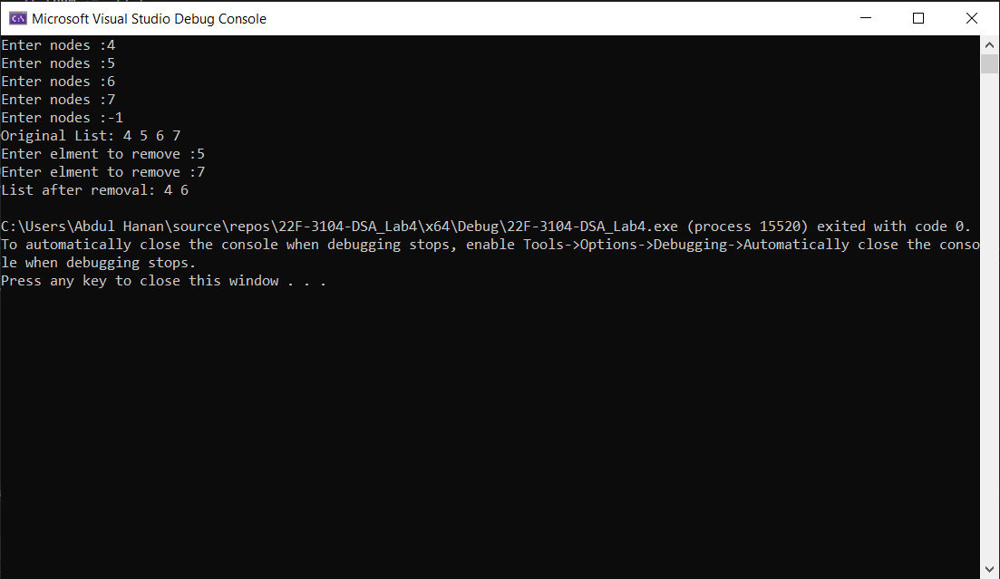 Microsoft Visual Studio Debug Console
Enter nodes :4
Enter nodes :5
Enter nodes :6
Enter nodes :7
Enter nodes :-1
Original List: 4 5 6 7
Enter elment to remove :5
Enter elment to remove :7
List after removal: 4 6
C:\Users\Abdul Hanan\source\repos\22F-3104-DSA_Lab4\x64\Debug\22F-3104-DSA_Lab4.exe (process 15520) exited with code 0.
To automatically close the console when debugging stops, enable Tools->Options->Debugging->Automatically close the conso
le when debugging stops.
Press any key to close this window . . .